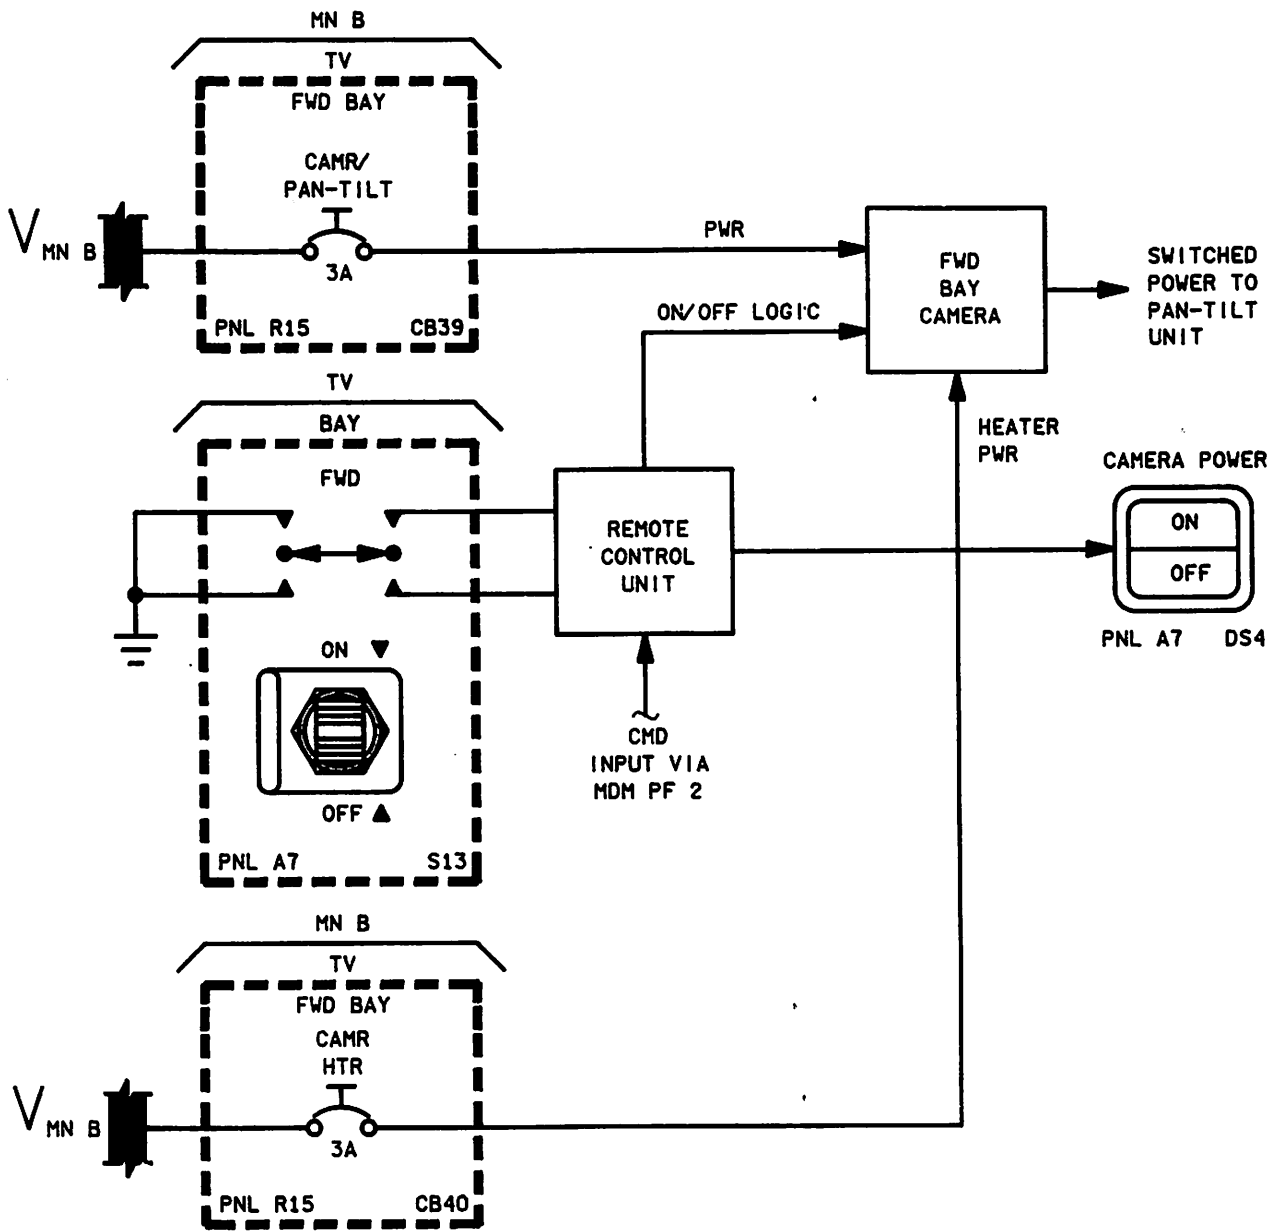 MN B
TV
FWD BAY
CAMR/
PAN-TILT
V MN B
3A
PNL R15 CB39
PWR
ON/OFF LOGIC
FWD
BAY
CAMERA
SWITCHED
POWER TO
PAN-TILT
UNIT
TV
BAY
FWD
ON
OFF
PNL A7 S13
REMOTE
CONTROL
UNIT
CMD
INPUT VIA
MDM PF 2
HEATER
PWR
CAMERA POWER
ON
OFF
PNL A7 DS4
MN B
TV
FWD BAY
CAMR
HTR
V MN B
3A
PNL R15 CB40